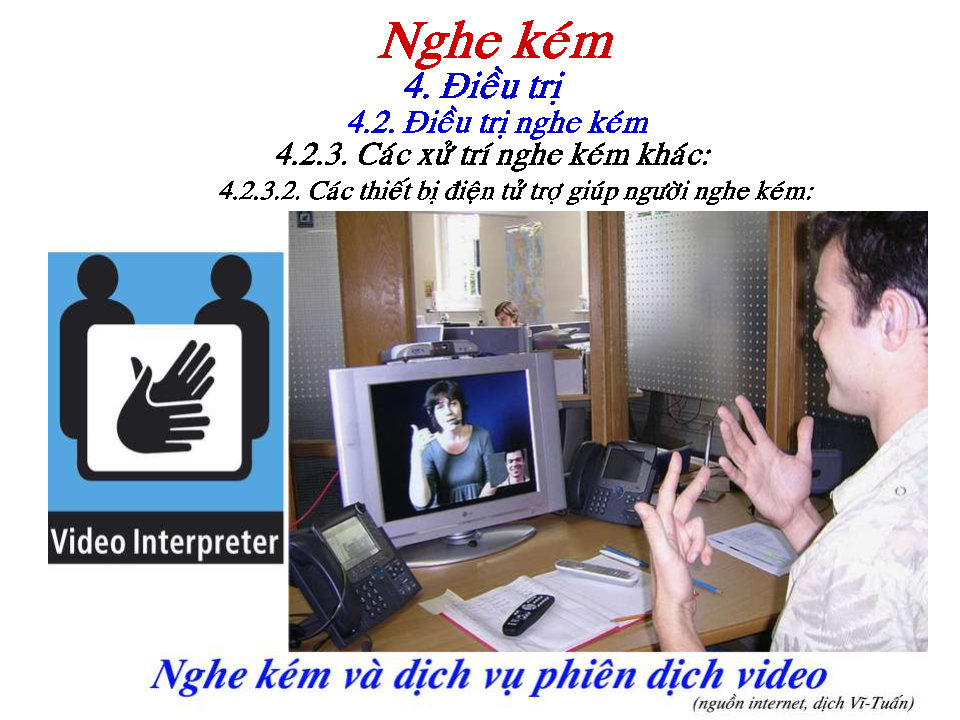 Nghe kém
4. Điều trị
4.2. Điều trị nghe kém
4.2.3. Các xử trí nghe kém khác:
4.2.3.2. Các thiết bị điện tử trợ giúp người nghe kém:
Video Interpreter
Nghe kém và dịch vụ phiên dịch video
(nguồn internet, dịch Vĩ-Tuấn)